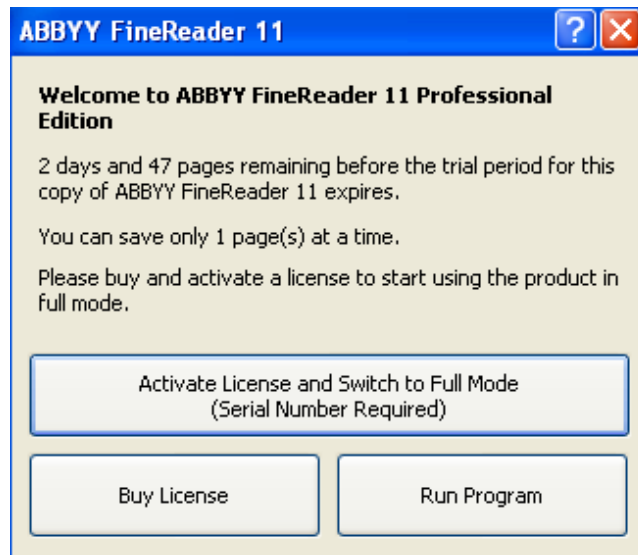 ABBYY FineReader 11
Welcome to ABBYY FineReader 11 Professional
Edition
2 days and 47 pages remaining before the trial period for this
copy of ABBYY FineReader 11 expires.
You can save only 1 page(s) at a time.
Please buy and activate a license to start using the product in
full mode.
Activate License and Switch to Full Mode
(Serial Number Required)
Buy License
Run Program